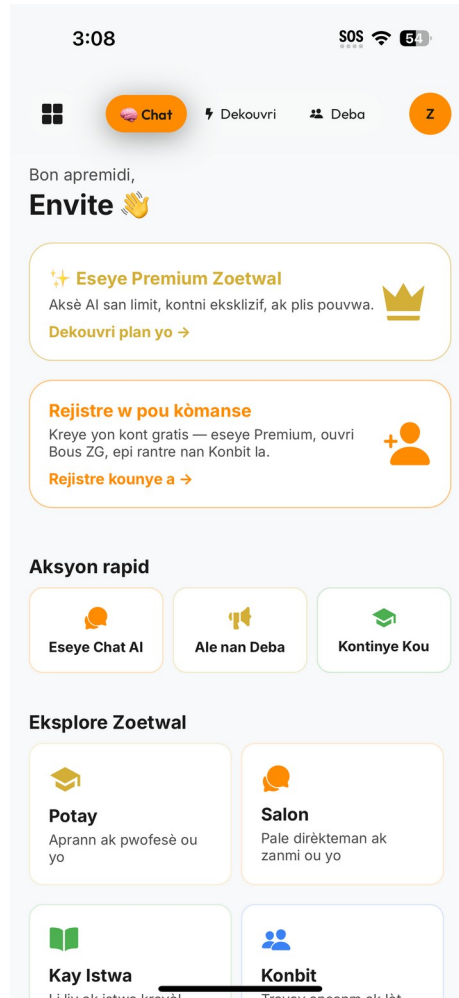 3:08
SOS
54
🧠 Chat
Dekouvri
Deba
Z
Bon apremidi,
Envite 👋
✨ Eseye Premium Zoetwal
Aksè AI san limit, kontni eksklizif, ak plis pouvwa.
Dekouvri plan yo →
Rejistre w pou kòmanse
Kreye yon kont gratis — eseye Premium, ouvri
Bous ZG, epi rantre nan Konbit la.
Rejistre kounye a →
Aksyon rapid
Eseye Chat AI
Ale nan Deba
Kontinye Kou
Eksplore Zoetwal
Potay
Aprann ak pwofesè ou
yo
Salon
Pale dirèkteman ak
zanmi ou yo
Kay Istwa
Konbit